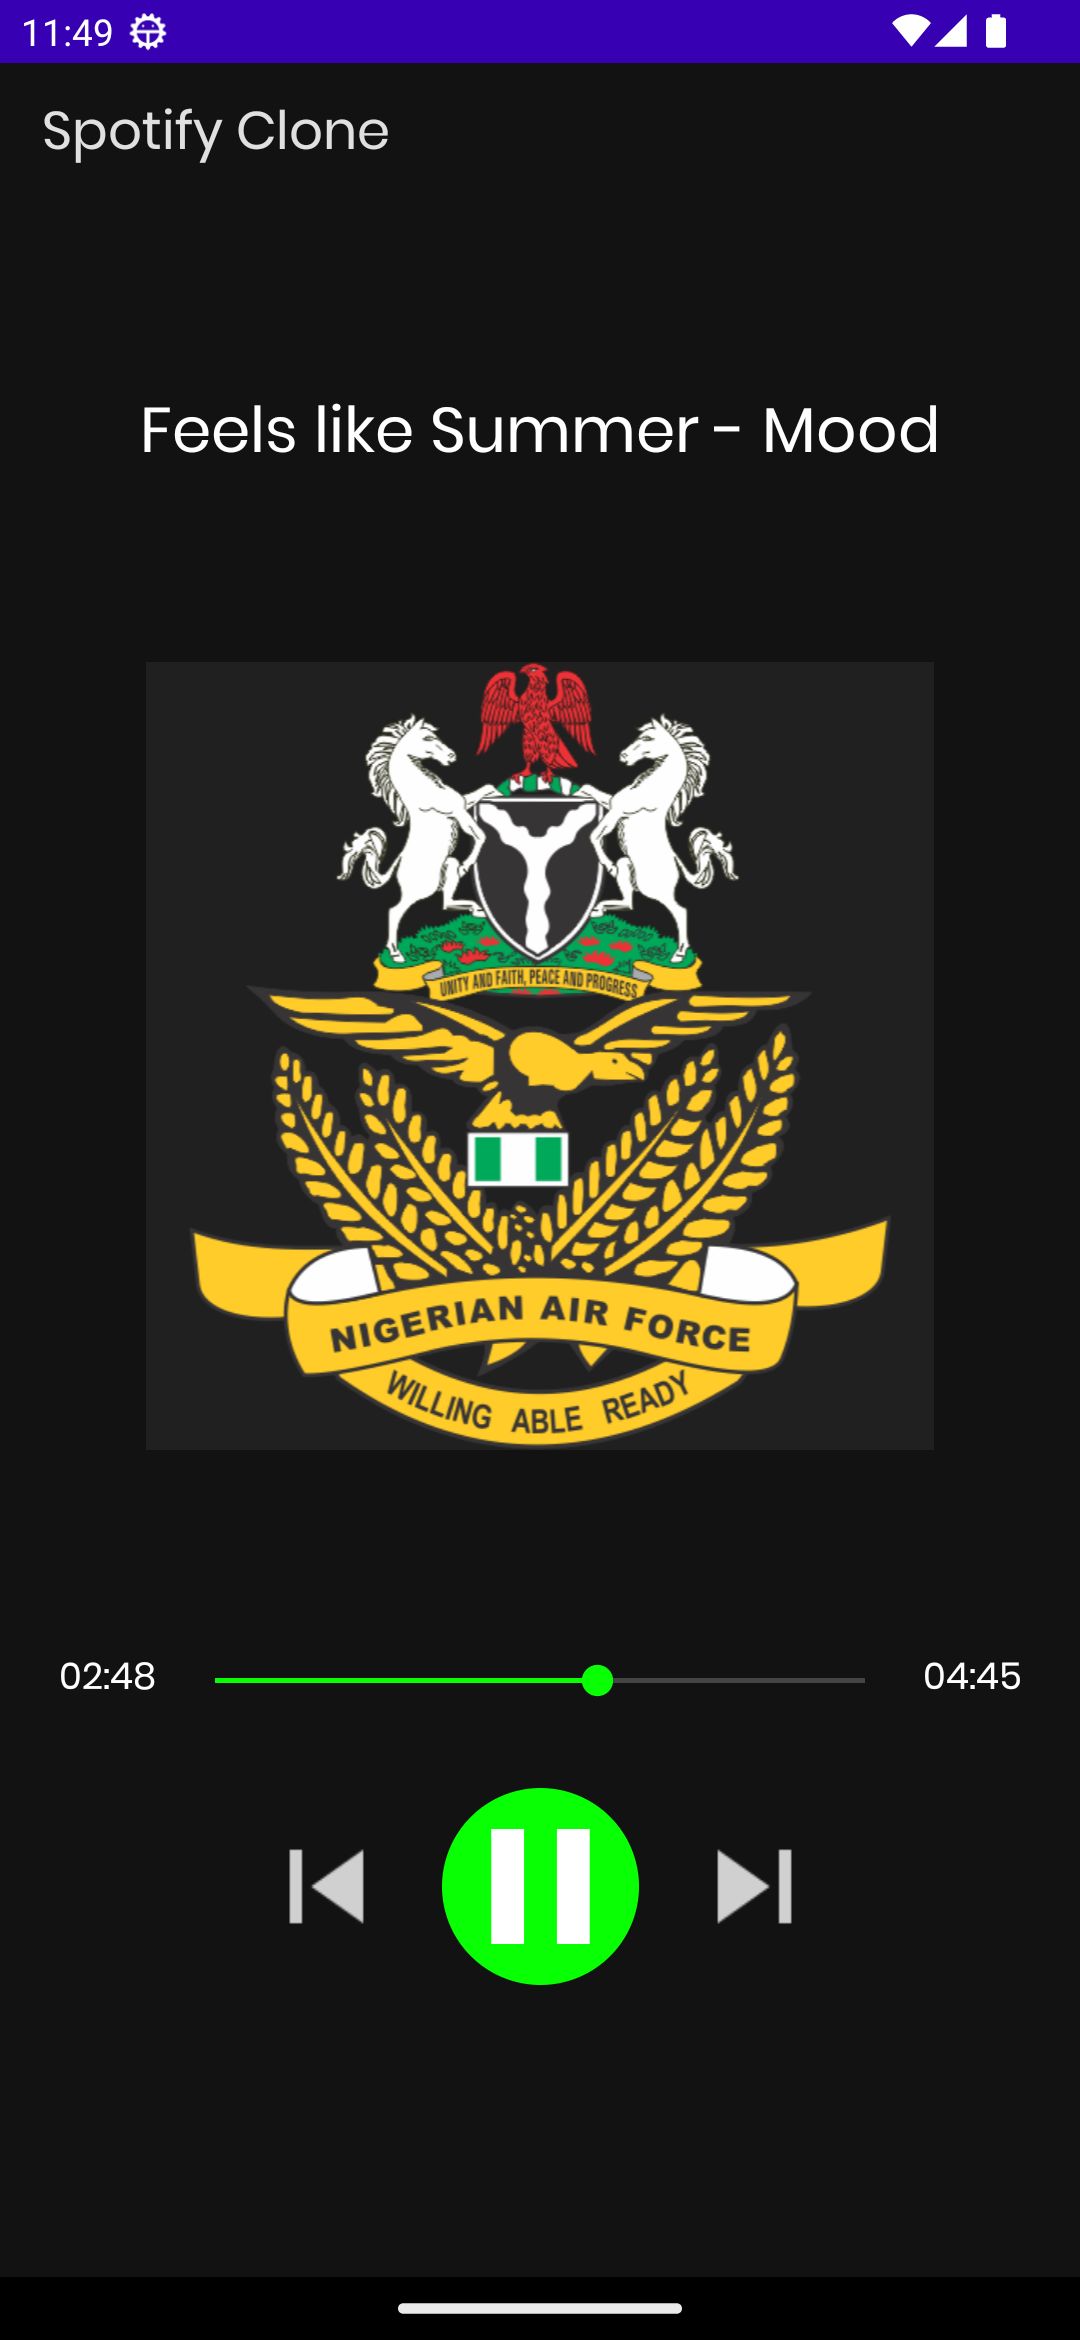 11:49
Spotify Clone
Feels like Summer - Mood
UNITY AND FAITH, PEACE AND PROGRESS
NIGERIAN AIR FORCE
WILLING ABLE READY
02:48
04:45